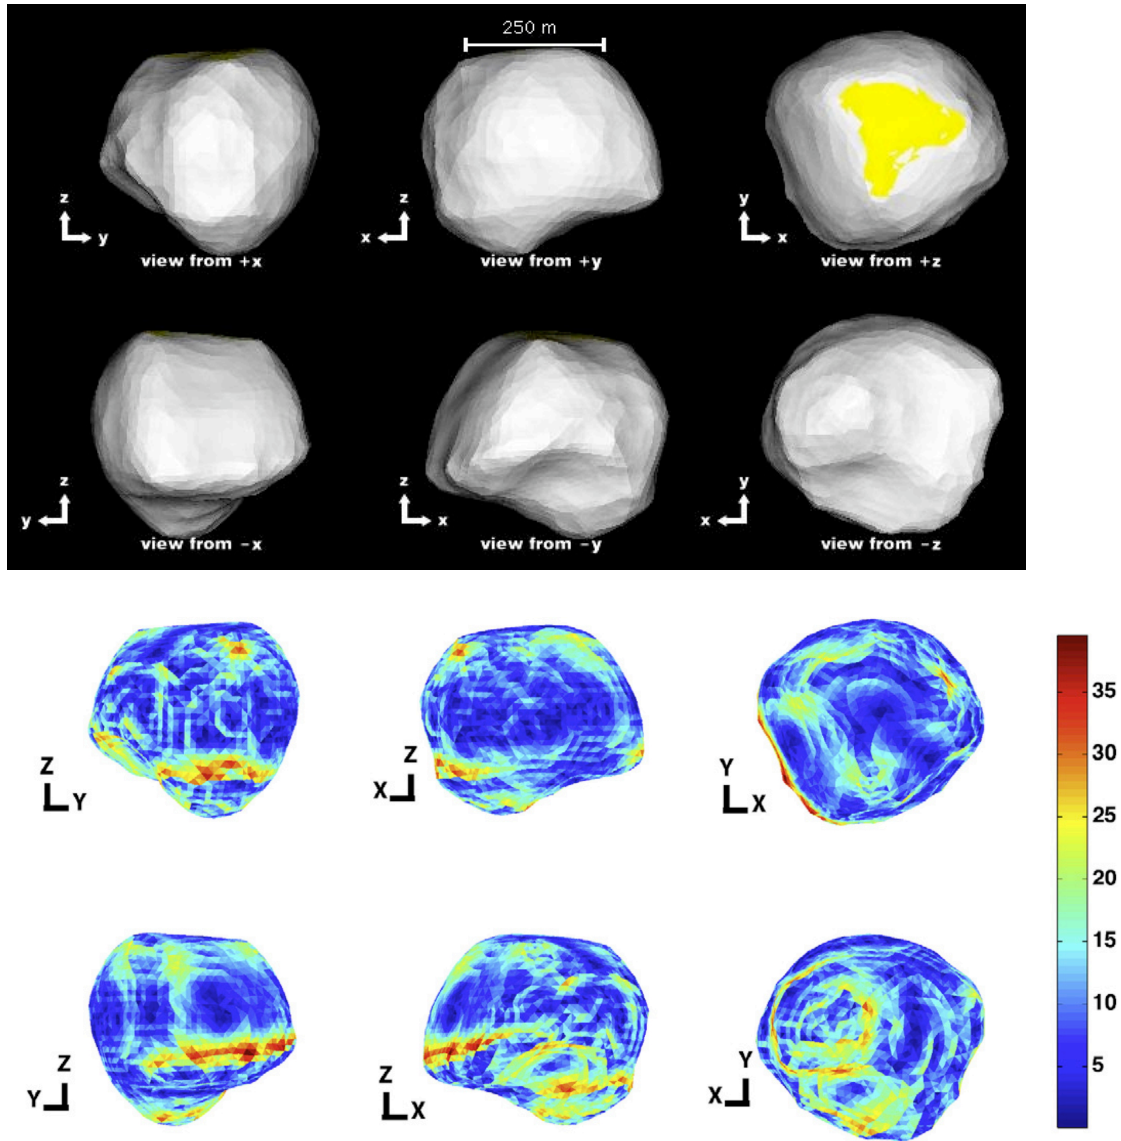 250 m
z
y
view from +x
z
x
view from +y
y
x
view from +z
z
y
view from −x
z
x
view from −y
y
x
view from −z
Z
Y
Z
X
Y
X
Z
Y
Z
X
Y
X
35
30
25
20
15
10
5